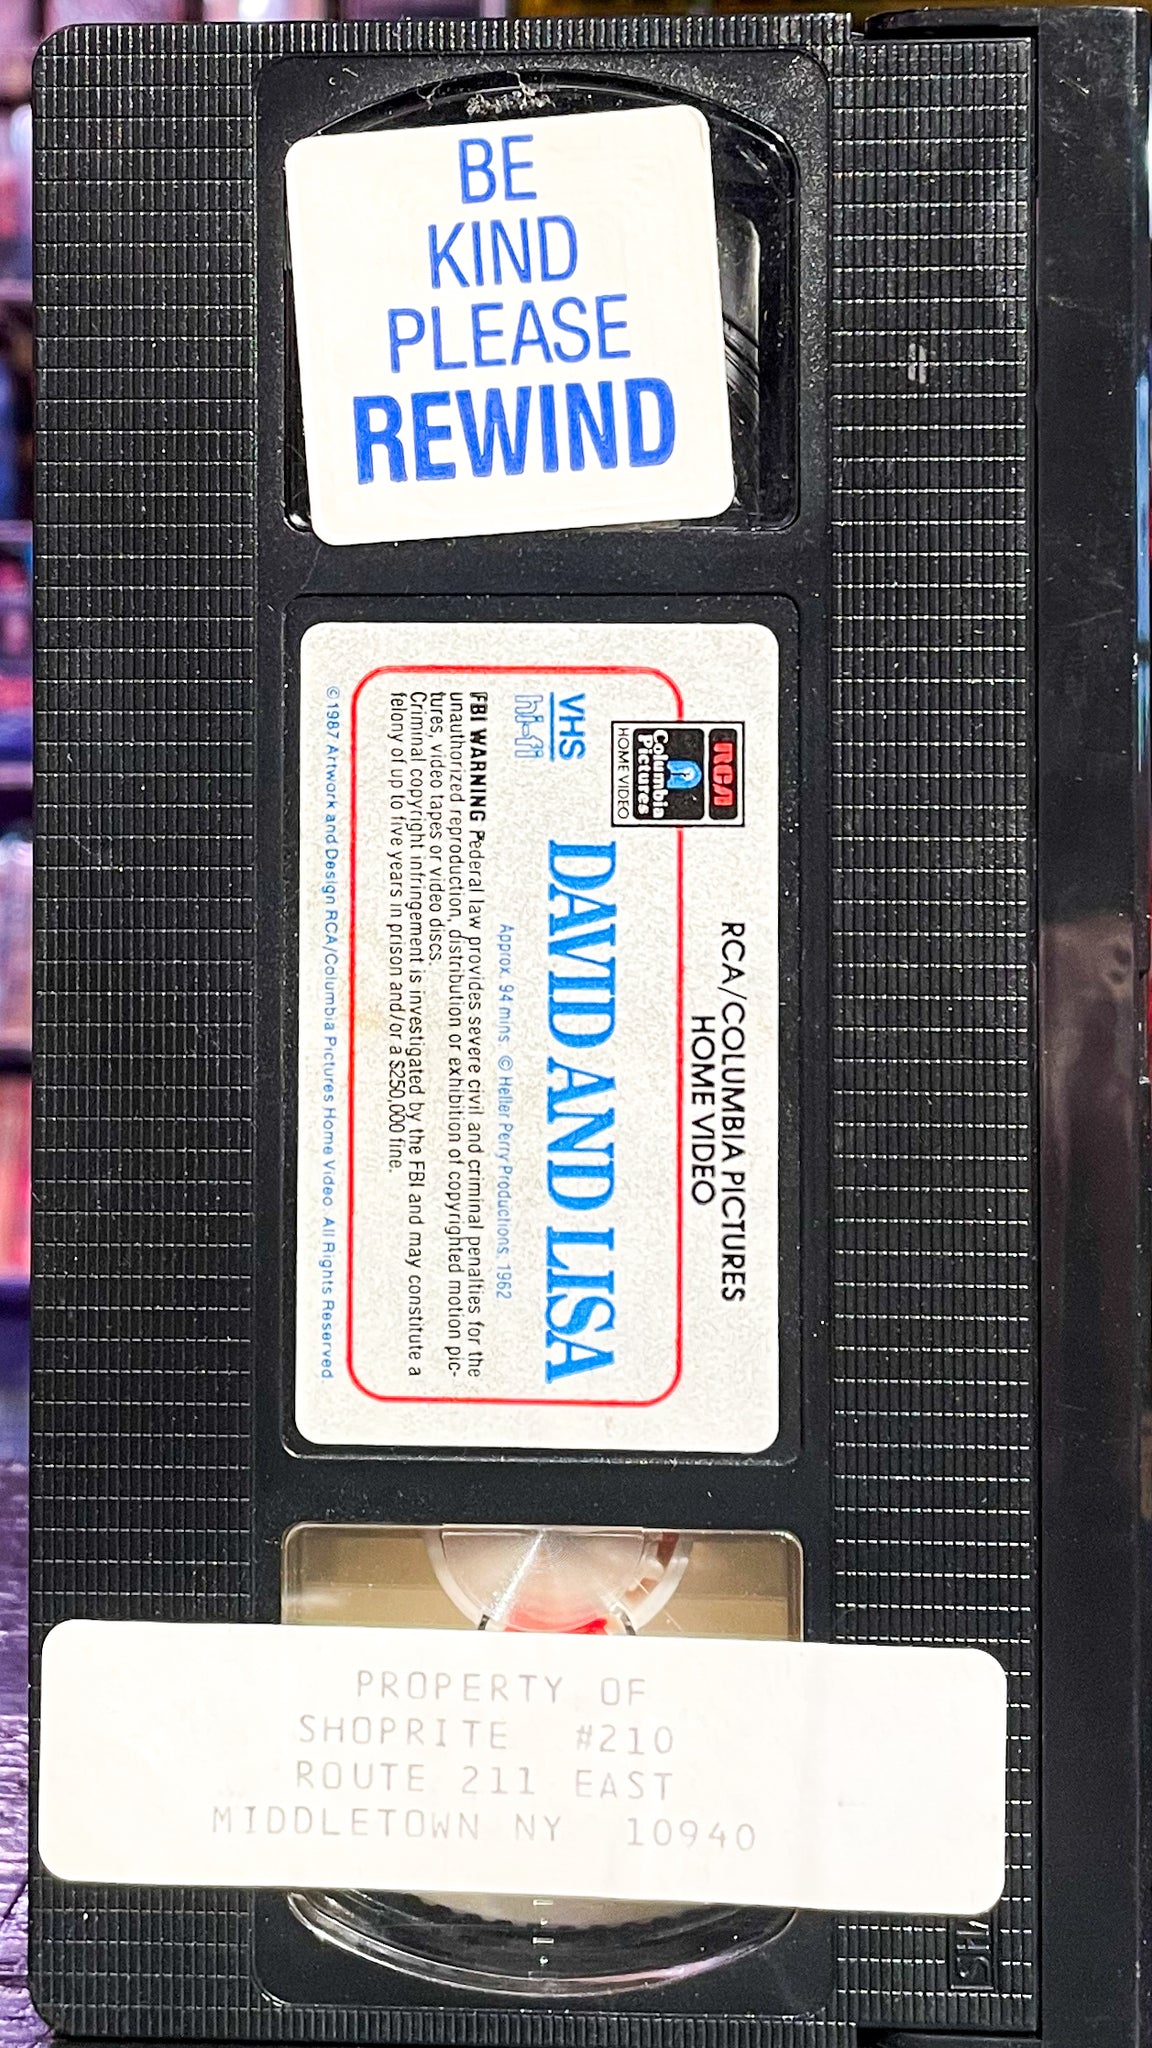 BE
KIND
PLEASE
REWIND
RCA/COLUMBIA PICTURES
HOME VIDEO
RCA
Columbia
Pictures
HOME VIDEO
VHS
hi-fi
DAVID AND LISA
Approx. 94 mins. © Heller Perry Productions, 1962
FBI WARNING Federal law provides severe civil and criminal penalties for the
unauthorized reproduction, distribution or exhibition of copyrighted motion pic-
tures, video tapes or video discs.
Criminal copyright infringement is investigated by the FBI and may constitute a
felony of up to five years in prison and/or a $250,000 fine.
©1987 Artwork and Design RCA/Columbia Pictures Home Video. All Rights Reserved.
PROPERTY OF
SHOPRITE #210
ROUTE 211 EAST
MIDDLETOWN NY 10940